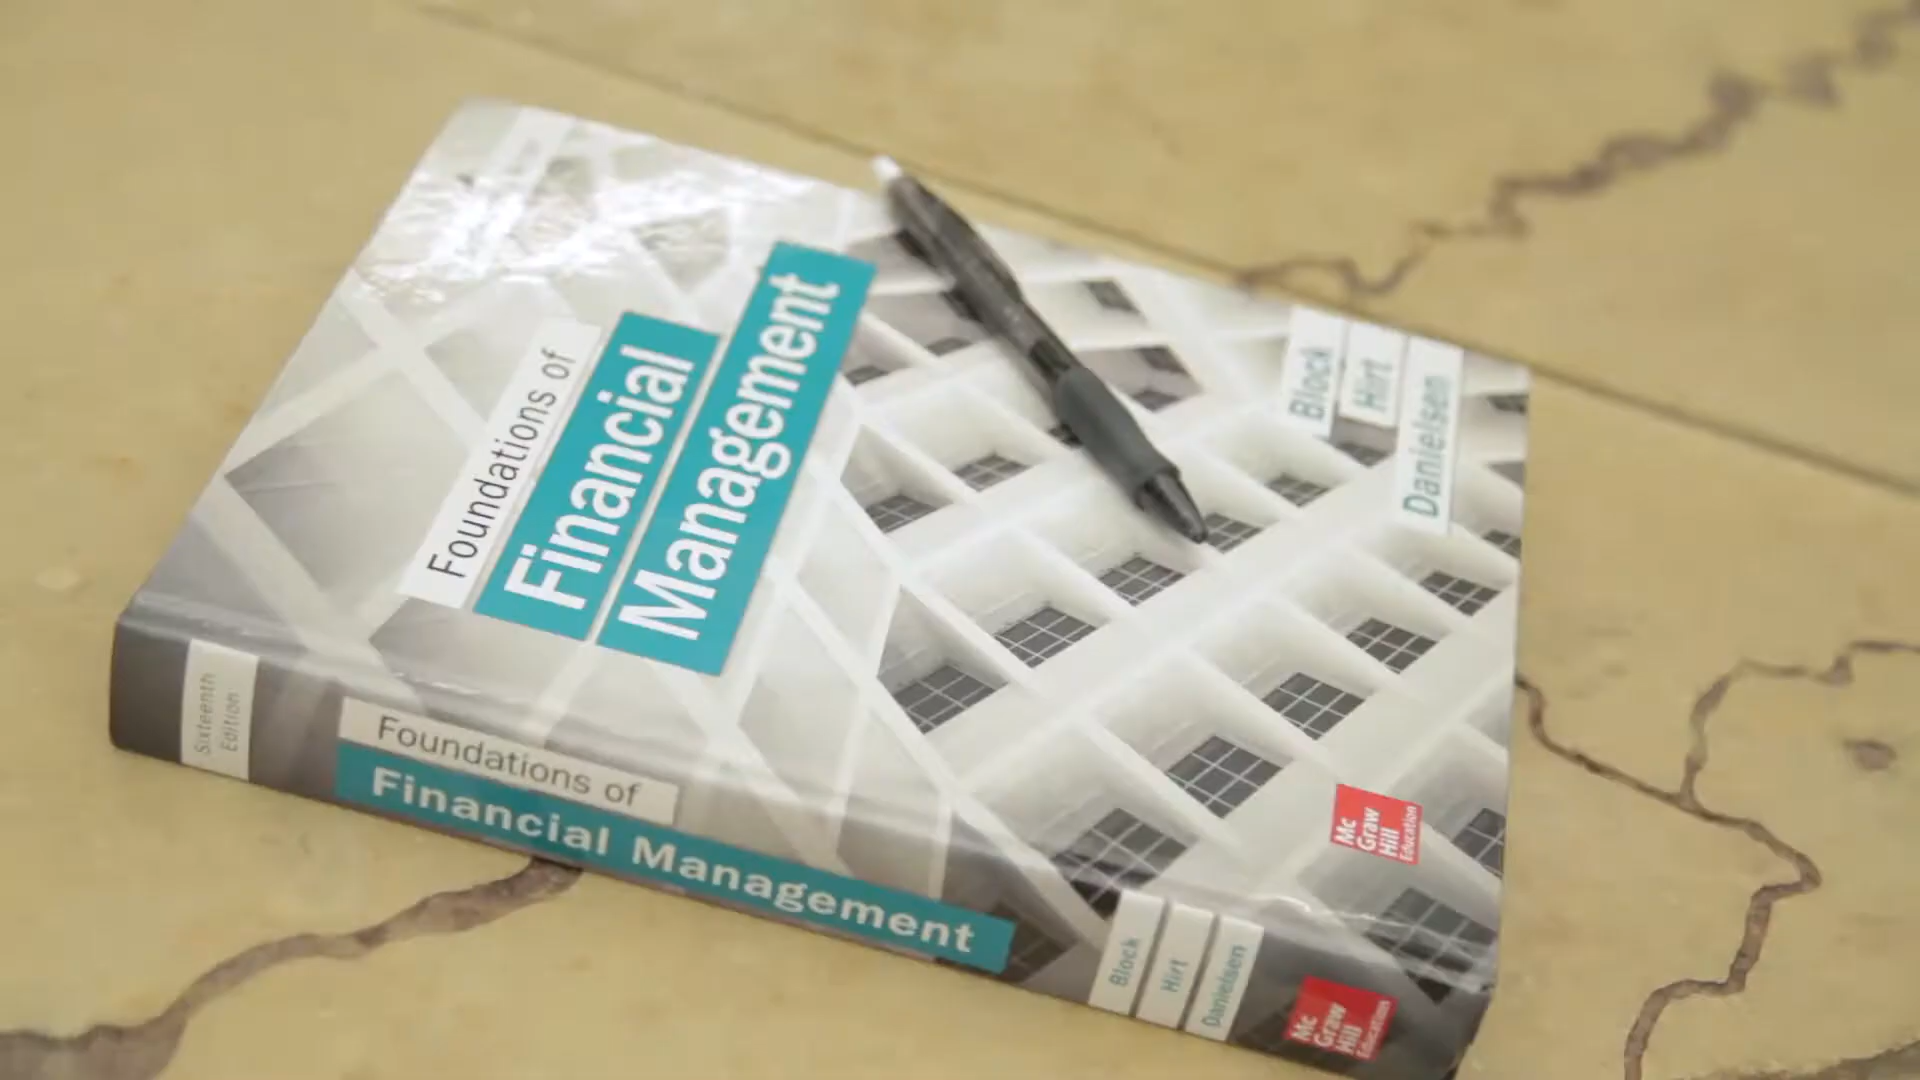 Foundations of
Financial
Management
Block
Hirt
Danielsen
Mc
Graw
Hill
Education
Sixteenth
Edition
Foundations of
Financial Management
Block
Hirt
Danielsen
Mc
Graw
Hill
Education